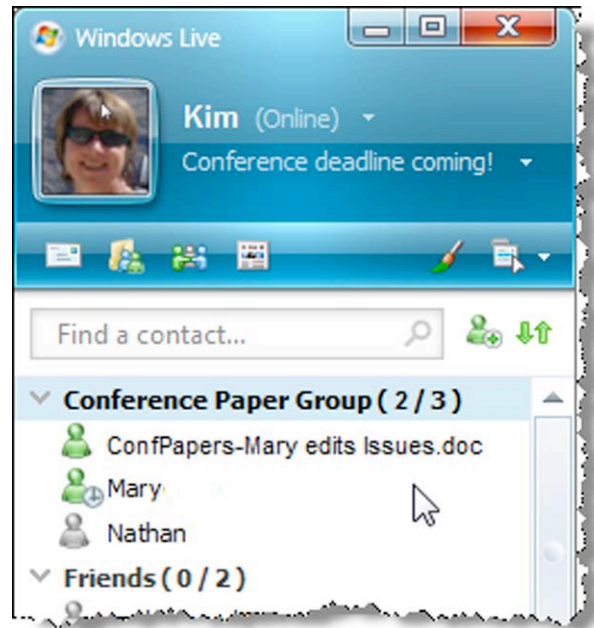 Windows Live
Kim (Online)
Conference deadline coming!
Find a contact...
Conference Paper Group ( 2 / 3 )
ConfPapers-Mary edits Issues.doc
Mary
Nathan
Friends ( 0 / 2 )